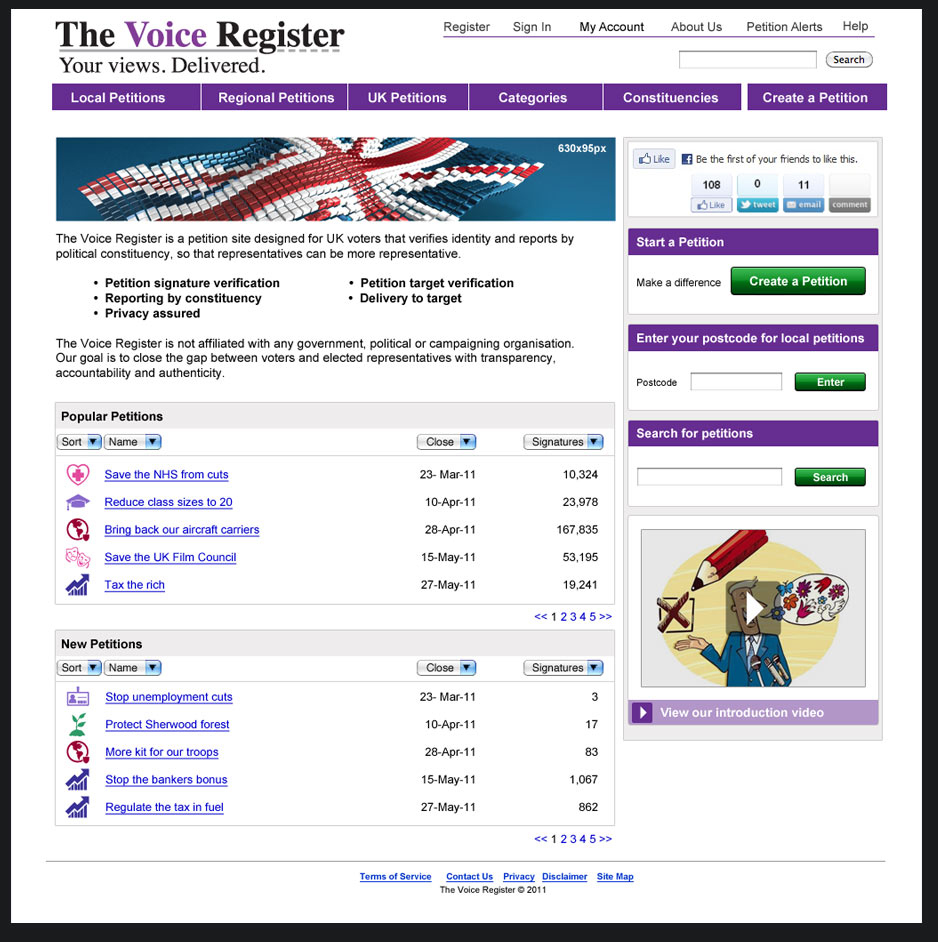 The Voice Register
Your views. Delivered.
Register Sign In My Account About Us Petition Alerts Help
Search
Local Petitions Regional Petitions UK Petitions Categories Constituencies Create a Petition
630x95px
The Voice Register is a petition site designed for UK voters that verifies identity and reports by
political constituency, so that representatives can be more representative.
• Petition signature verification • Petition target verification
• Reporting by constituency • Delivery to target
• Privacy assured
The Voice Register is not affiliated with any government, political or campaigning organisation.
Our goal is to close the gap between voters and elected representatives with transparency,
accountability and authenticity.
Popular Petitions
Sort Name Close Signatures
Save the NHS from cuts 23- Mar-11 10,324
Reduce class sizes to 20 10-Apr-11 23,978
Bring back our aircraft carriers 28-Apr-11 167,835
Save the UK Film Council 15-May-11 53,195
Tax the rich 27-May-11 19,241
<< 1 2 3 4 5 >>
New Petitions
Sort Name Close Signatures
Stop unemployment cuts 23- Mar-11 3
Protect Sherwood forest 10-Apr-11 17
More kit for our troops 28-Apr-11 83
Stop the bankers bonus 15-May-11 1,067
Regulate the tax in fuel 27-May-11 862
<< 1 2 3 4 5 >>
Like Be the first of your friends to like this.
108 0 11
Like tweet email comment
Start a Petition
Make a difference Create a Petition
Enter your postcode for local petitions
Postcode Enter
Search for petitions
Search
View our introduction video
Terms of Service Contact Us Privacy Disclaimer Site Map
The Voice Register © 2011